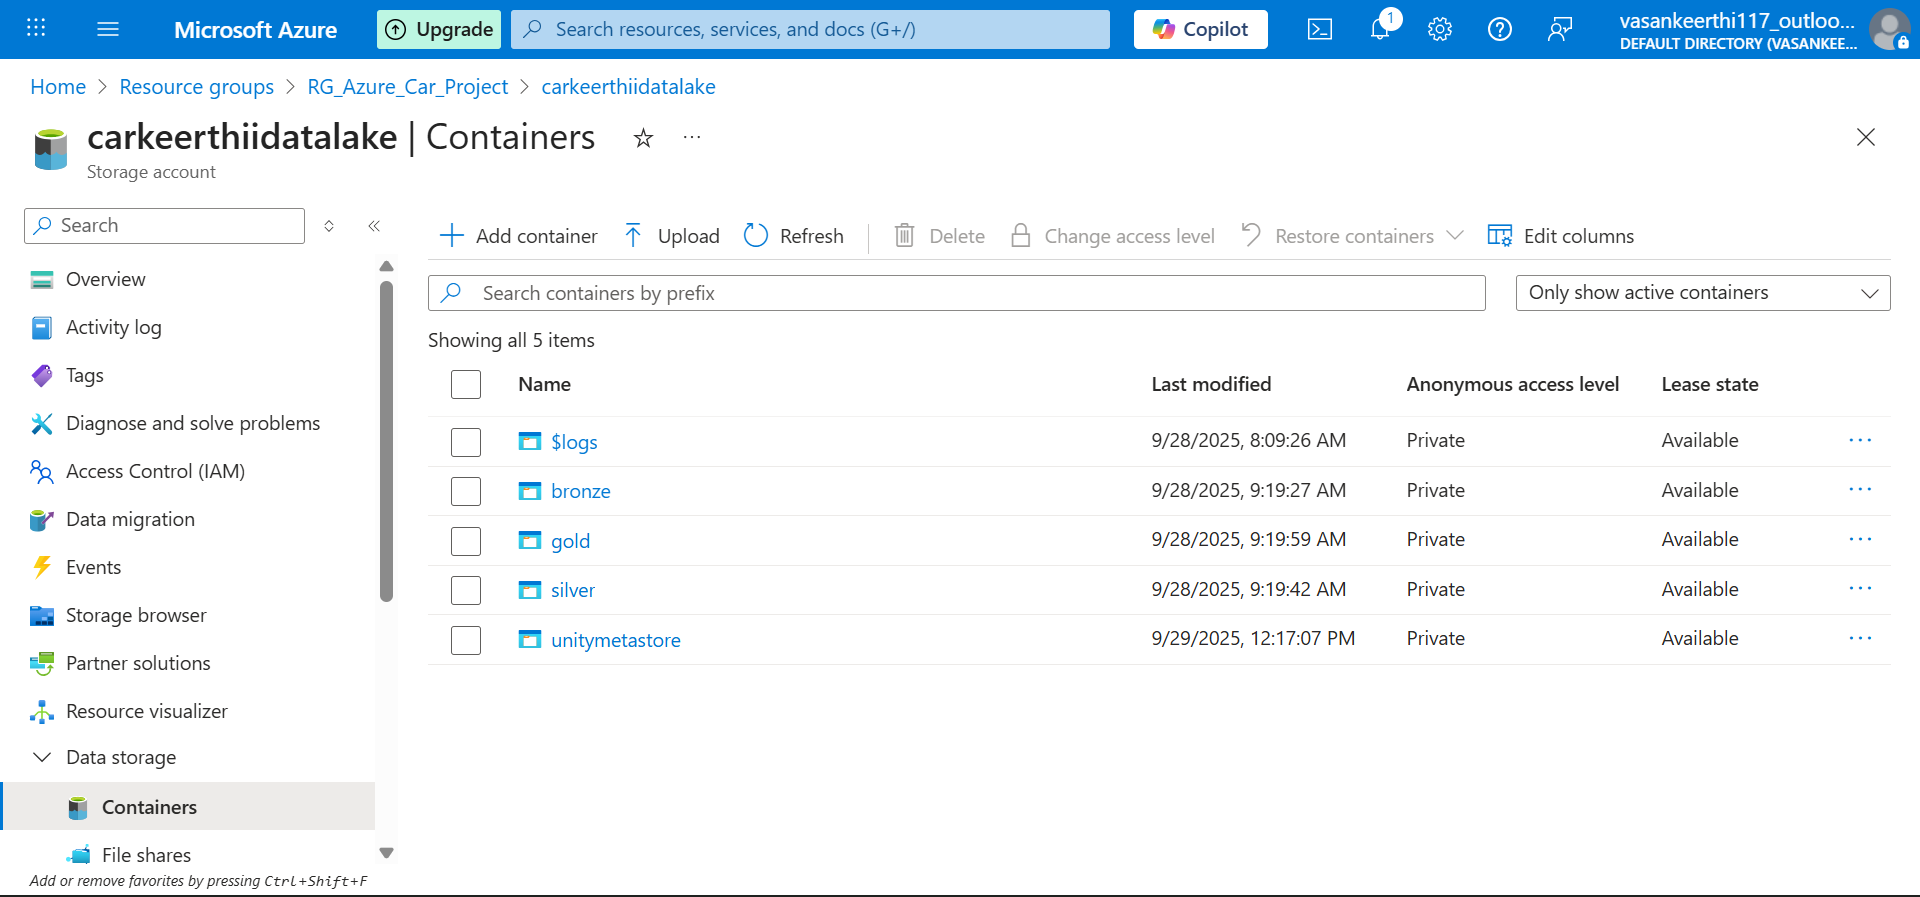 Microsoft Azure
Upgrade
Search resources, services, and docs (G+/)
Copilot
1
vasankeerthi117_outloo...
DEFAULT DIRECTORY (VASANKEE...
Home > Resource groups > RG_Azure_Car_Project > carkeerthiidatalake
carkeerthiidatalake | Containers
Storage account
Search
Overview
Activity log
Tags
Diagnose and solve problems
Access Control (IAM)
Data migration
Events
Storage browser
Partner solutions
Resource visualizer
Data storage
Containers
File shares
Add or remove favorites by pressing Ctrl+Shift+F
Add container Upload Refresh Delete Change access level Restore containers Edit columns
Search containers by prefix
Only show active containers
Showing all 5 items
Name Last modified Anonymous access level Lease state
$logs 9/28/2025, 8:09:26 AM Private Available
bronze 9/28/2025, 9:19:27 AM Private Available
gold 9/28/2025, 9:19:59 AM Private Available
silver 9/28/2025, 9:19:42 AM Private Available
unitymetastore 9/29/2025, 12:17:07 PM Private Available